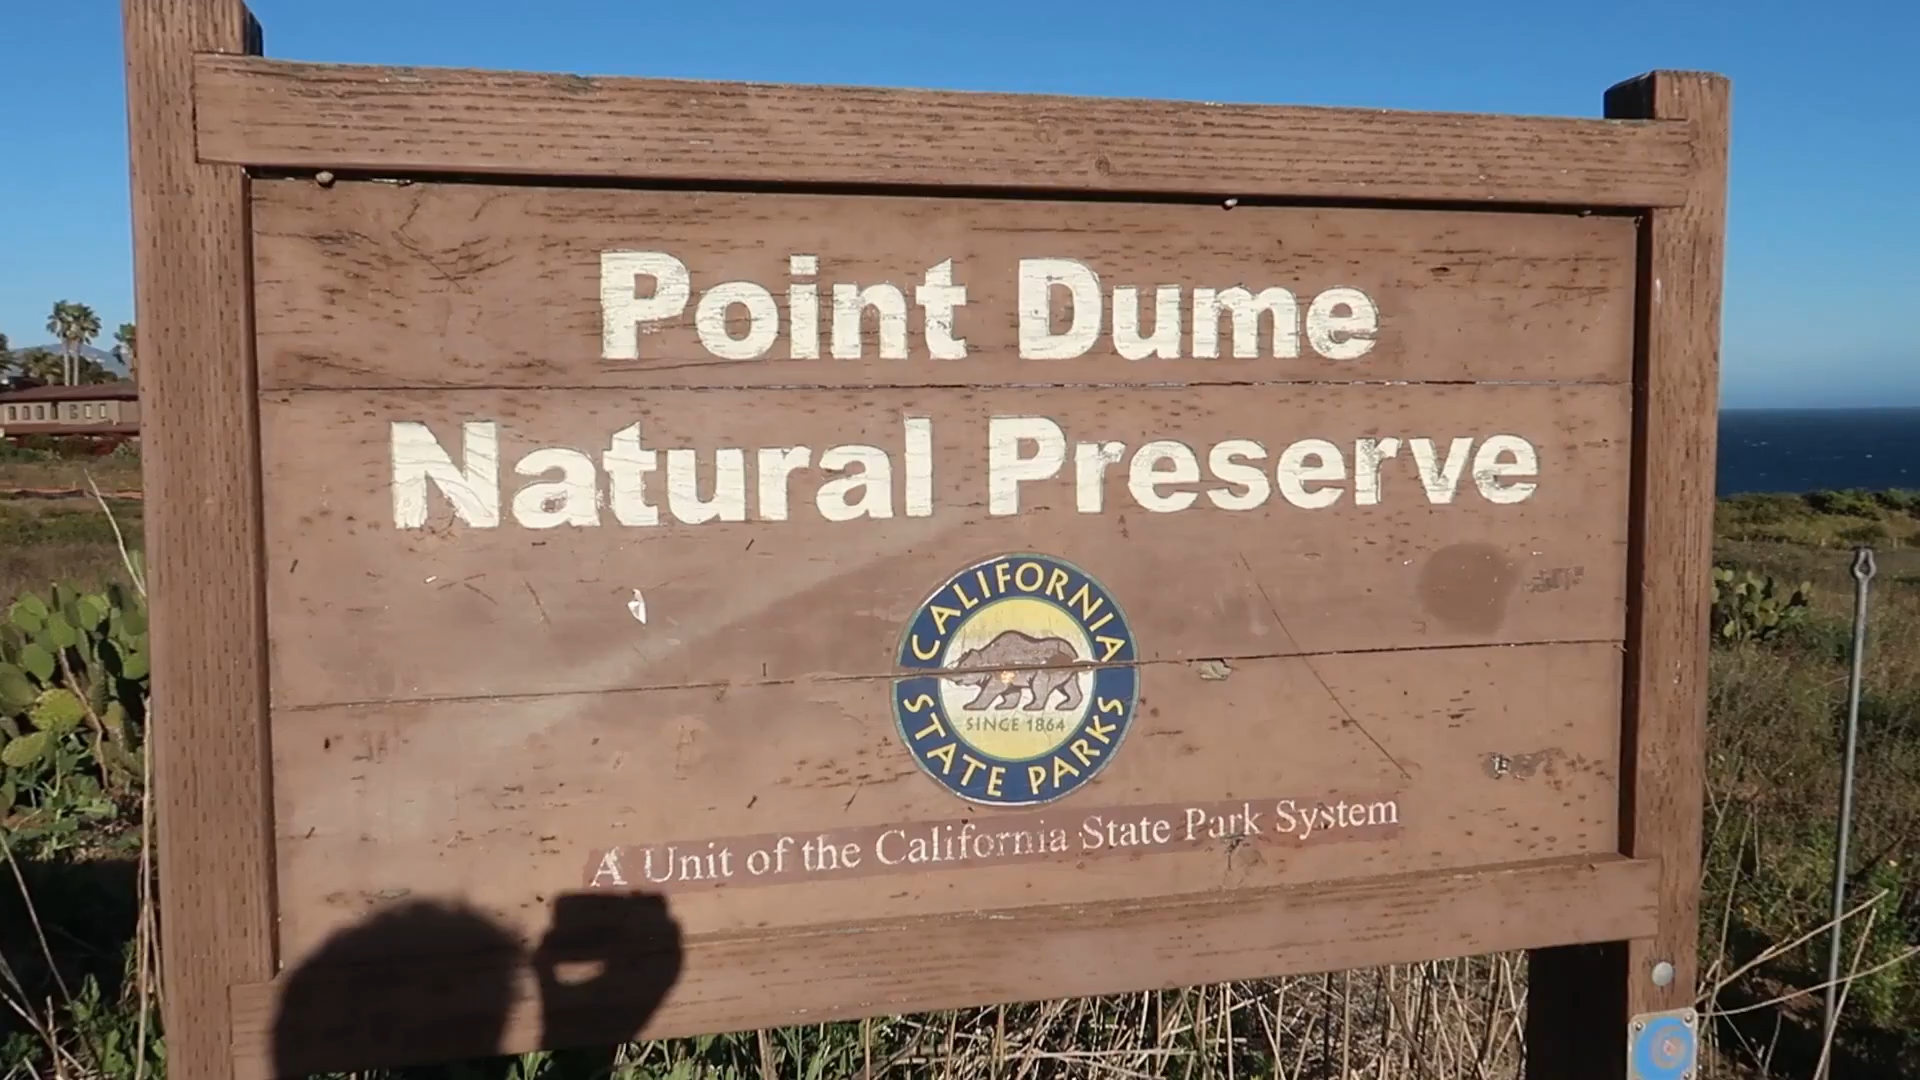 Point Dume
Natural Preserve
CALIFORNIA
STATE PARKS
SINCE 1864
A Unit of the California State Park System